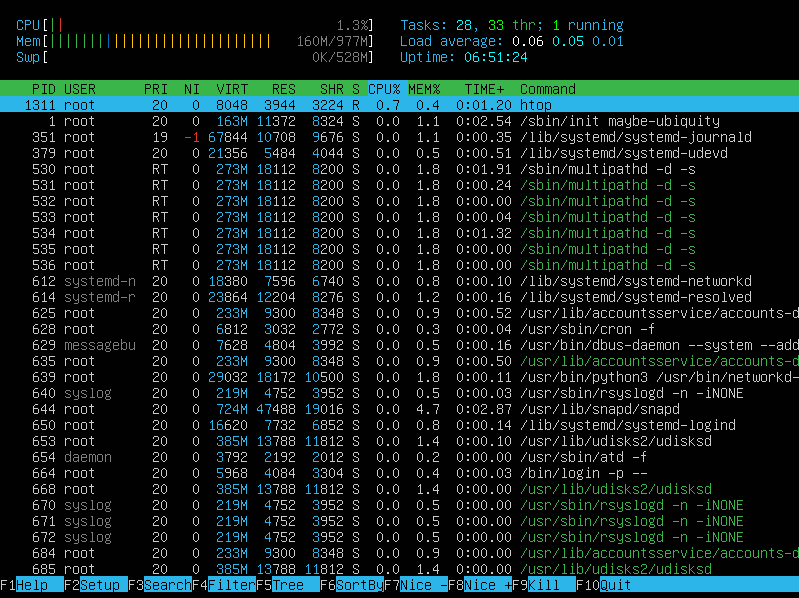 CPU[|| 1.3%] Tasks: 28, 33 thr; 1 running
Mem[|||||||||||||||||||||||||||| 160M/977M] Load average: 0.06 0.05 0.01
Swp[ 0K/528M] Uptime: 06:51:24
PID USER PRI NI VIRT RES SHR S CPU% MEM% TIME+ Command
1311 root 20 0 8048 3944 3224 R 0.7 0.4 0:01.20 htop
1 root 20 0 163M 11372 8324 S 0.0 1.1 0:02.54 /sbin/init maybe-ubiquity
351 root 19 -1 67844 10708 9676 S 0.0 1.1 0:00.35 /lib/systemd/systemd-journald
379 root 20 0 21356 5484 4044 S 0.0 0.5 0:00.51 /lib/systemd/systemd-udevd
530 root RT 0 273M 18112 8200 S 0.0 1.8 0:01.91 /sbin/multipathd -d -s
531 root RT 0 273M 18112 8200 S 0.0 1.8 0:00.24 /sbin/multipathd -d -s
532 root RT 0 273M 18112 8200 S 0.0 1.8 0:00.00 /sbin/multipathd -d -s
533 root RT 0 273M 18112 8200 S 0.0 1.8 0:00.04 /sbin/multipathd -d -s
534 root RT 0 273M 18112 8200 S 0.0 1.8 0:01.32 /sbin/multipathd -d -s
535 root RT 0 273M 18112 8200 S 0.0 1.8 0:00.00 /sbin/multipathd -d -s
536 root RT 0 273M 18112 8200 S 0.0 1.8 0:00.00 /sbin/multipathd -d -s
612 systemd-n 20 0 18380 7596 6740 S 0.0 0.8 0:00.10 /lib/systemd/systemd-networkd
614 systemd-r 20 0 23864 12204 8276 S 0.0 1.2 0:00.16 /lib/systemd/systemd-resolved
625 root 20 0 233M 9300 8348 S 0.0 0.9 0:00.52 /usr/lib/accountsservice/accounts-d
628 root 20 0 6812 3032 2772 S 0.0 0.3 0:00.04 /usr/sbin/cron -f
629 messagebu 20 0 7628 4804 3992 S 0.0 0.5 0:00.16 /usr/bin/dbus-daemon --system --add
635 root 20 0 233M 9300 8348 S 0.0 0.9 0:00.50 /usr/lib/accountsservice/accounts-d
639 root 20 0 29032 18172 10500 S 0.0 1.8 0:00.11 /usr/bin/python3 /usr/bin/networkd-
640 syslog 20 0 219M 4752 3952 S 0.0 0.5 0:00.03 /usr/sbin/rsyslogd -n -iNONE
644 root 20 0 724M 47488 19016 S 0.0 4.7 0:02.87 /usr/lib/snapd/snapd
650 root 20 0 16620 7732 6852 S 0.0 0.8 0:00.14 /lib/systemd/systemd-logind
653 root 20 0 385M 13788 11812 S 0.0 1.4 0:00.10 /usr/lib/udisks2/udisksd
654 daemon 20 0 3792 2192 2012 S 0.0 0.2 0:00.00 /usr/sbin/atd -f
664 root 20 0 5968 4084 3304 S 0.0 0.4 0:00.03 /bin/login -p --
668 root 20 0 385M 13788 11812 S 0.0 1.4 0:00.00 /usr/lib/udisks2/udisksd
670 syslog 20 0 219M 4752 3952 S 0.0 0.5 0:00.00 /usr/sbin/rsyslogd -n -iNONE
671 syslog 20 0 219M 4752 3952 S 0.0 0.5 0:00.00 /usr/sbin/rsyslogd -n -iNONE
672 syslog 20 0 219M 4752 3952 S 0.0 0.5 0:00.00 /usr/sbin/rsyslogd -n -iNONE
684 root 20 0 233M 9300 8348 S 0.0 0.9 0:00.00 /usr/lib/accountsservice/accounts-d
685 root 20 0 385M 13788 11812 S 0.0 1.4 0:00.00 /usr/lib/udisks2/udisksd
F1Help F2Setup F3SearchF4FilterF5Tree F6SortByF7Nice -F8Nice +F9Kill F10Quit